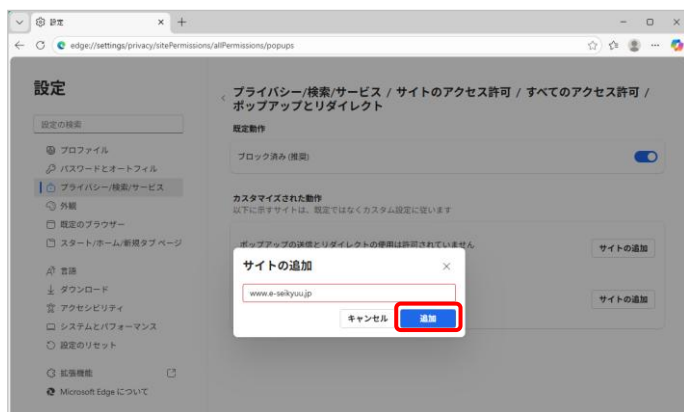 設定
edge://settings/privacy/sitePermissions/allPermissions/popups
設定
設定の検索
プロファイル
パスワードとオートフィル
プライバシー/検索/サービス
外観
既定のブラウザー
スタート/ホーム/新規タブ ページ
言語
ダウンロード
アクセシビリティ
システムとパフォーマンス
設定のリセット
拡張機能
Microsoft Edge について
プライバシー/検索/サービス / サイトのアクセス許可 / すべてのアクセス許可 /
ポップアップとリダイレクト
既定動作
ブロック済み (推奨)
カスタマイズされた動作
以下に示すサイトは、既定ではなくカスタム設定に従います
ポップアップの送信とリダイレクトの使用は許可されていません
サイトの追加
サイトの追加
www.e-seikyuu.jp
キャンセル
追加
サイトの追加